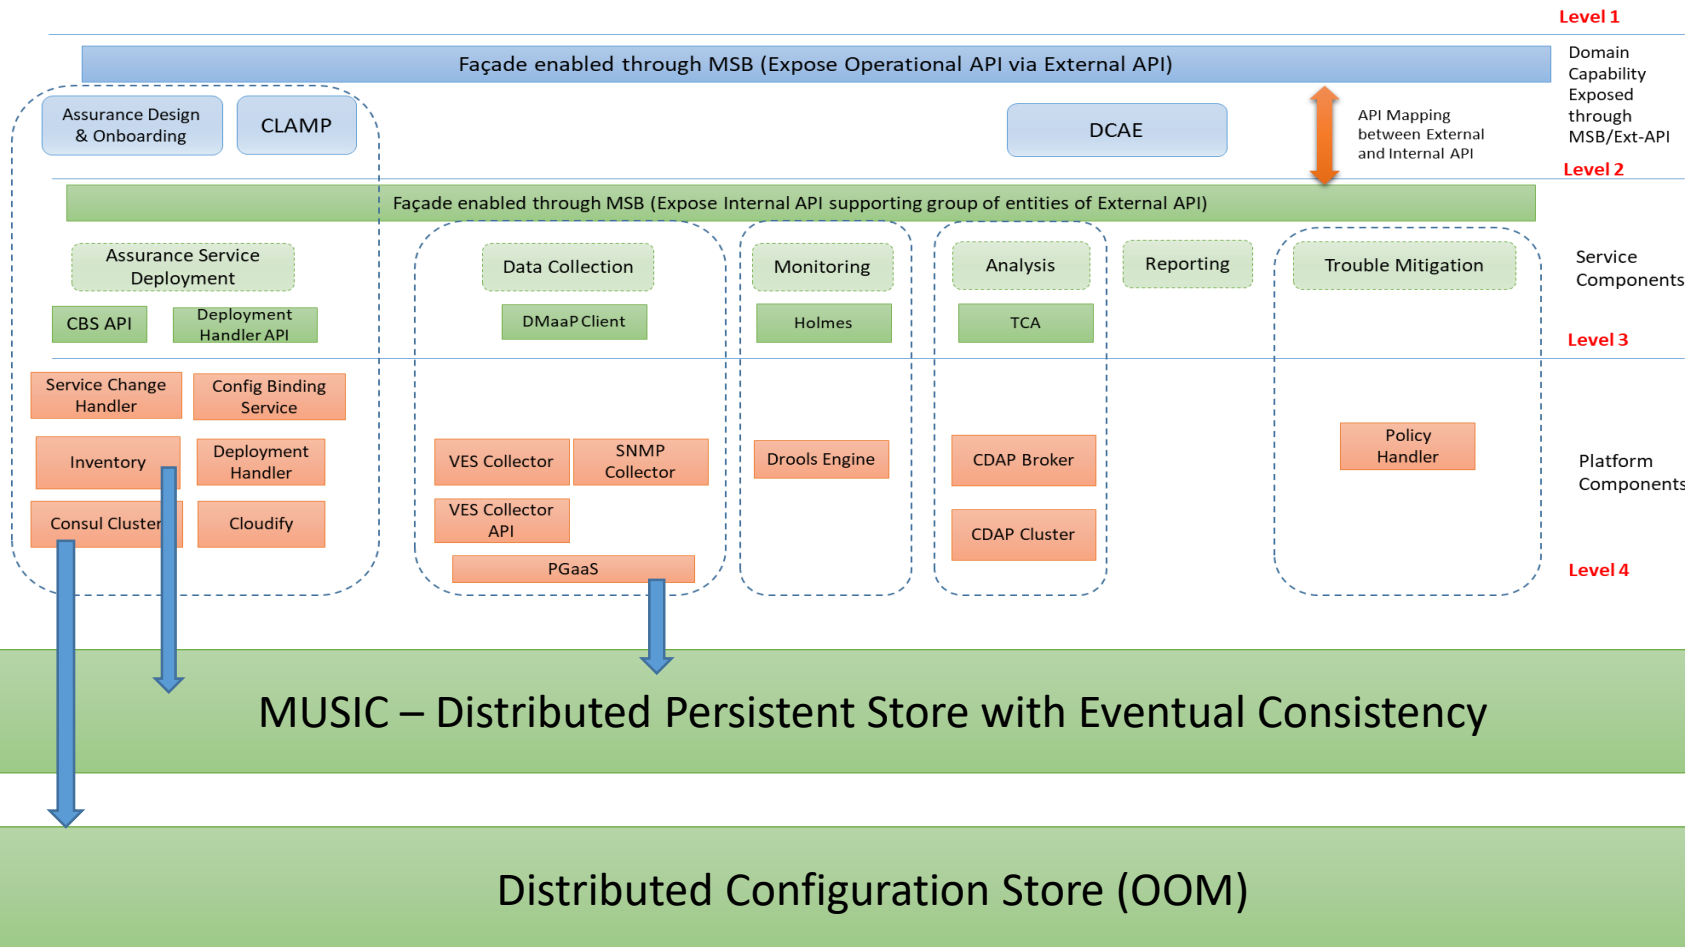 Level 1
Façade enabled through MSB (Expose Operational API via External API)
Domain
Capability
Exposed
through
MSB/Ext-API
Assurance Design
& Onboarding
CLAMP
DCAE
API Mapping
between External
and Internal API
Level 2
Façade enabled through MSB (Expose Internal API supporting group of entities of External API)
Assurance Service
Deployment
Data Collection
Monitoring
Analysis
Reporting
Trouble Mitigation
Service
Components
CBS API
Deployment
Handler API
DMaaP Client
Holmes
TCA
Level 3
Service Change
Handler
Config Binding
Service
Inventory
Deployment
Handler
VES Collector
SNMP
Collector
Drools Engine
CDAP Broker
Policy
Handler
Platform
Components
Consul Cluster
Cloudify
VES Collector
API
CDAP Cluster
PGaaS
Level 4
MUSIC – Distributed Persistent Store with Eventual Consistency
Distributed Configuration Store (OOM)